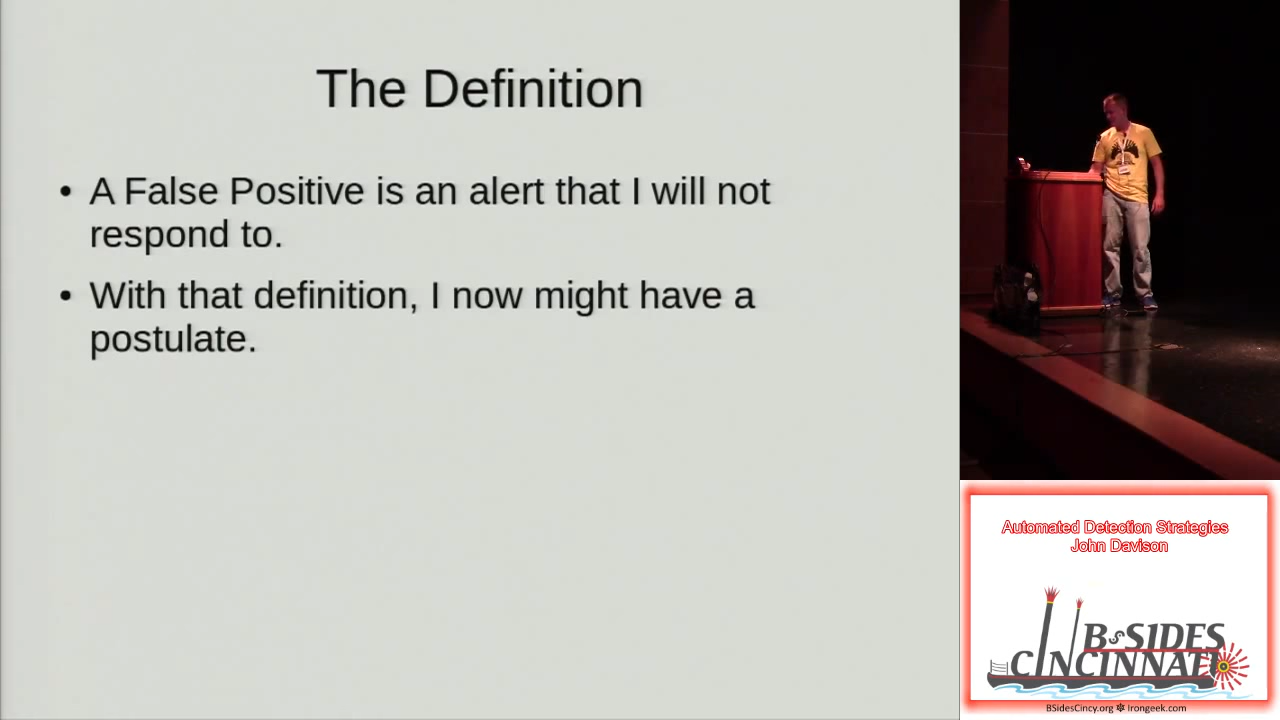 The Definition
• A False Positive is an alert that I will not
respond to.
• With that definition, I now might have a
postulate.
Automated Detection Strategies
John Davison
BSIDES
CINCINNATI
BSidesCincy.org ✽ Irongeek.com